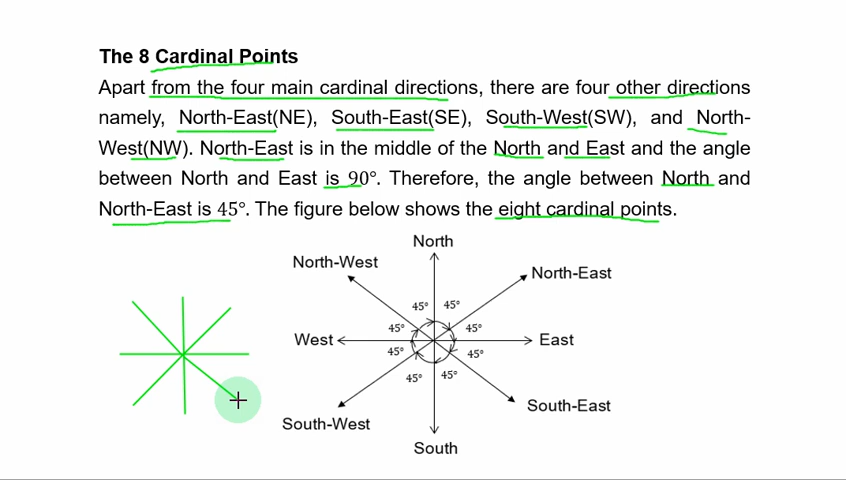 The 8 Cardinal Points
Apart from the four main cardinal directions, there are four other directions
namely, North-East(NE), South-East(SE), South-West(SW), and North-
West(NW). North-East is in the middle of the North and East and the angle
between North and East is 90°. Therefore, the angle between North and
North-East is 45°. The figure below shows the eight cardinal points.
North
North-West
North-East
45° 45°
45° 45°
West
East
45° 45°
45° 45°
South-West
South-East
South